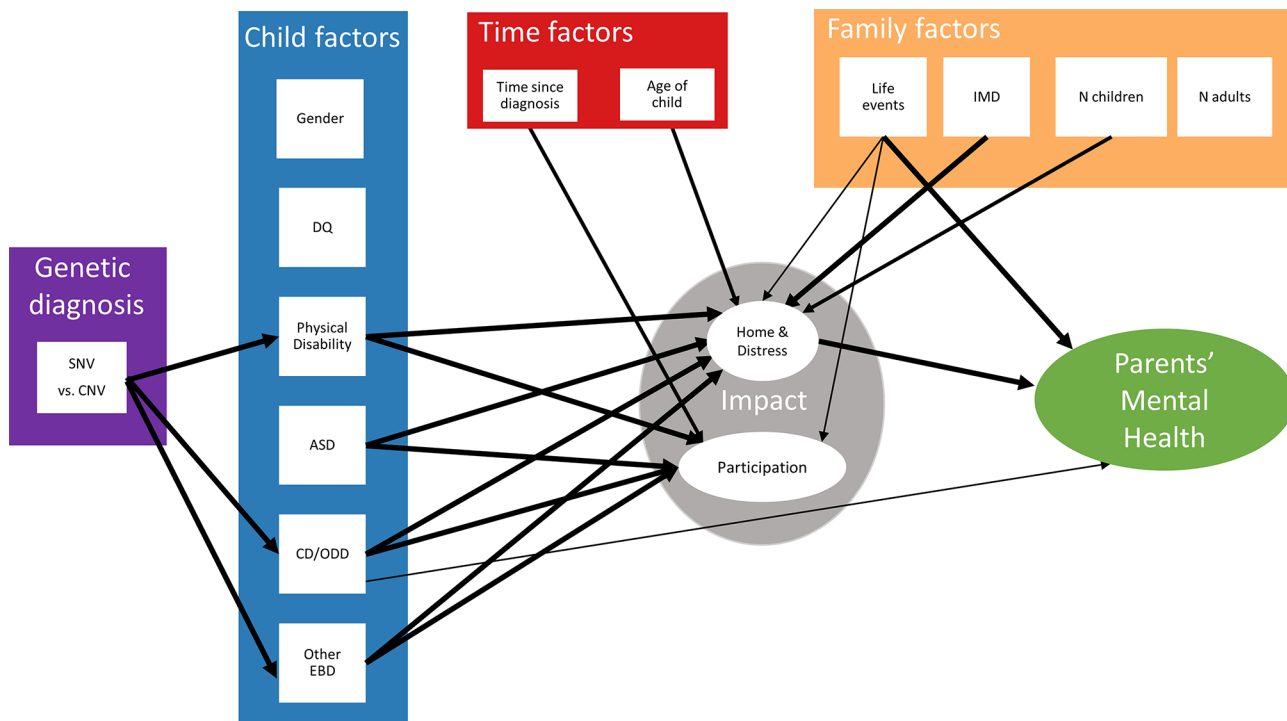 Child factors
Gender
DQ
Physical
Disability
ASD
CD/ODD
Other
EBD
Genetic
diagnosis
SNV
vs. CNV
Time factors
Time since
diagnosis
Age of
child
Family factors
Life
events
IMD
N children
N adults
Home &
Distress
Impact
Participation
Parents’
Mental
Health